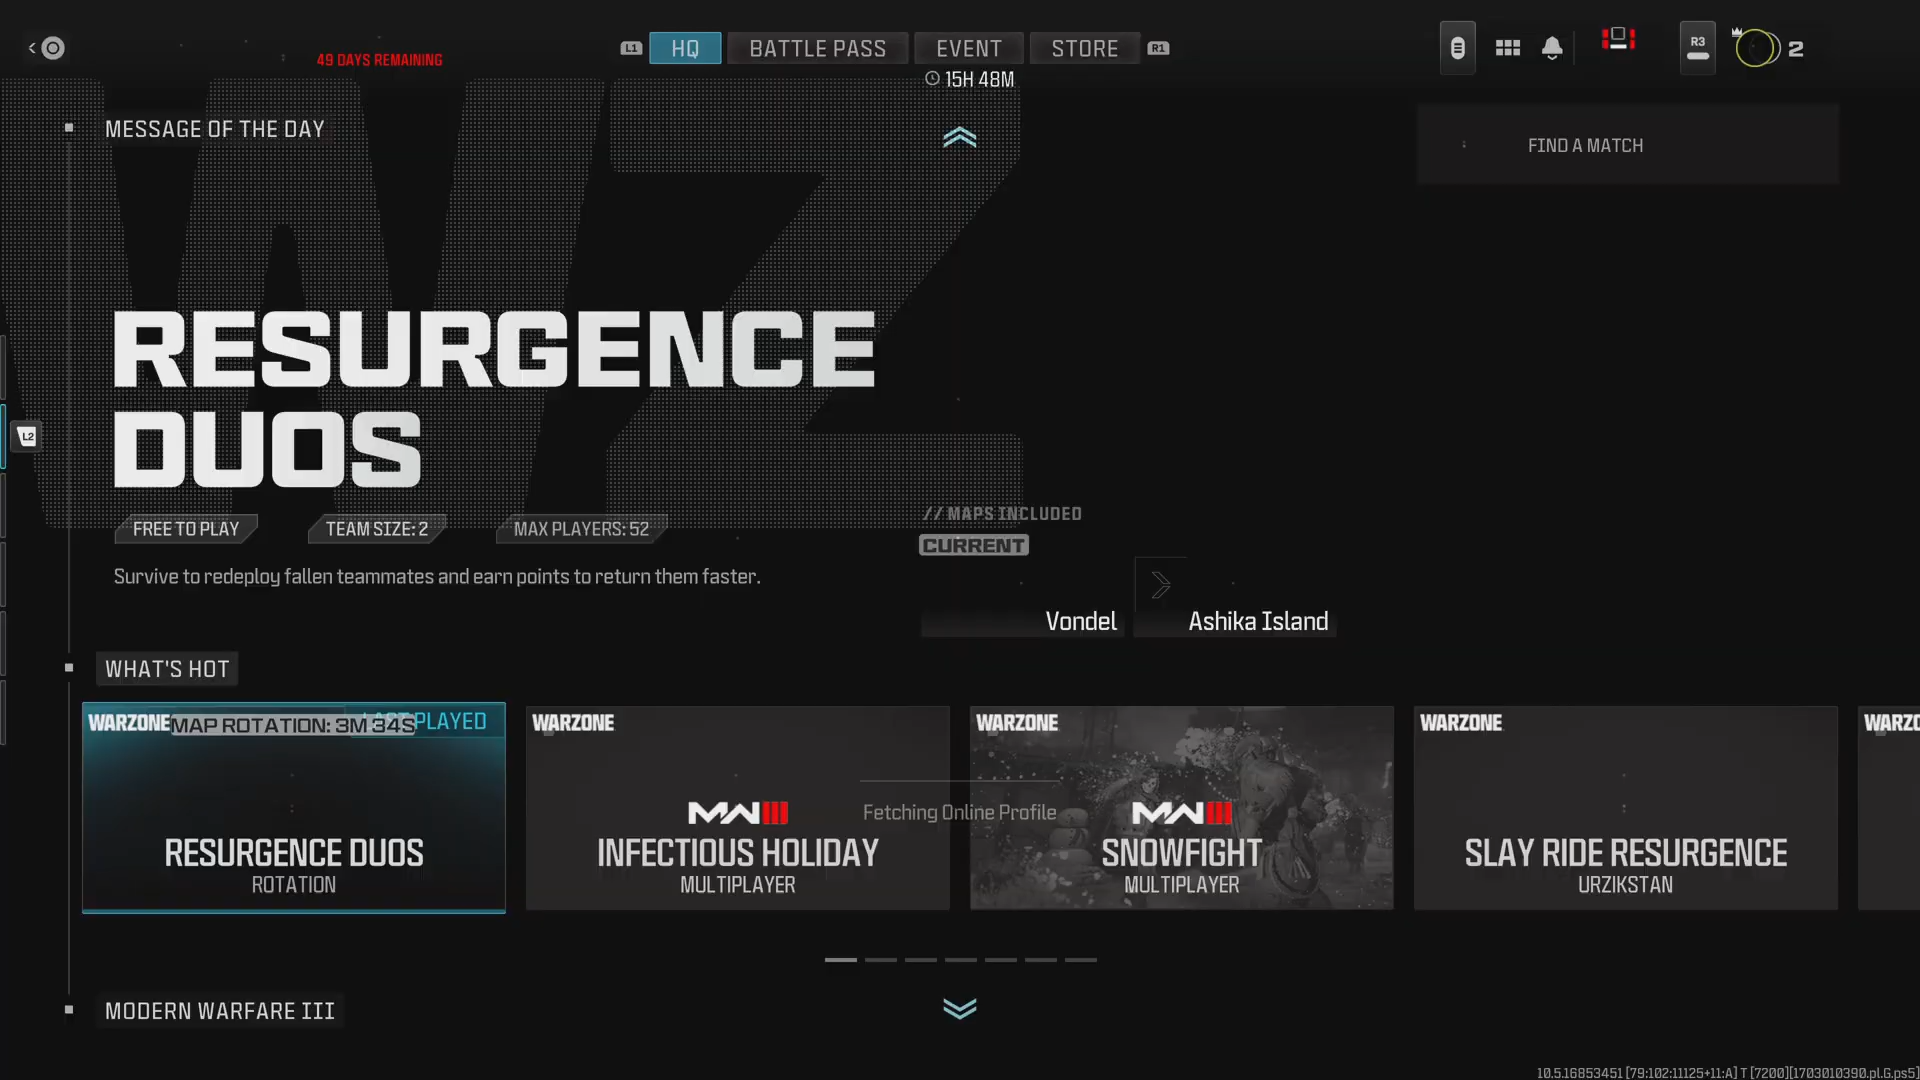 49 DAYS REMAINING
L1
HQ
BATTLE PASS
EVENT
STORE
R1
15H 48M
R3
2
MESSAGE OF THE DAY
FIND A MATCH
RESURGENCE
DUOS
L2
FREE TO PLAY
TEAM SIZE: 2
MAX PLAYERS: 52
// MAPS INCLUDED
CURRENT
Survive to redeploy fallen teammates and earn points to return them faster.
Vondel
Ashika Island
WHAT'S HOT
WARZONE
MAP ROTATION: 3M 34S
PLAYED
RESURGENCE DUOS
ROTATION
WARZONE
MWIII
INFECTIOUS HOLIDAY
MULTIPLAYER
Fetching Online Profile
WARZONE
MWIII
SNOWFIGHT
MULTIPLAYER
WARZONE
SLAY RIDE RESURGENCE
URZIKSTAN
WARZO
MODERN WARFARE III
10.5.16853451 [79:102:11125+11:A] T [7200][1703010390.pl.G.ps5]